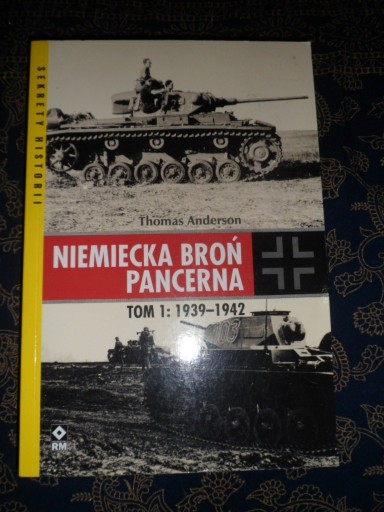 SEKRETY HISTORII
Thomas Anderson
NIEMIECKA BROŃ
PANCERNA
TOM 1: 1939–1942
RM